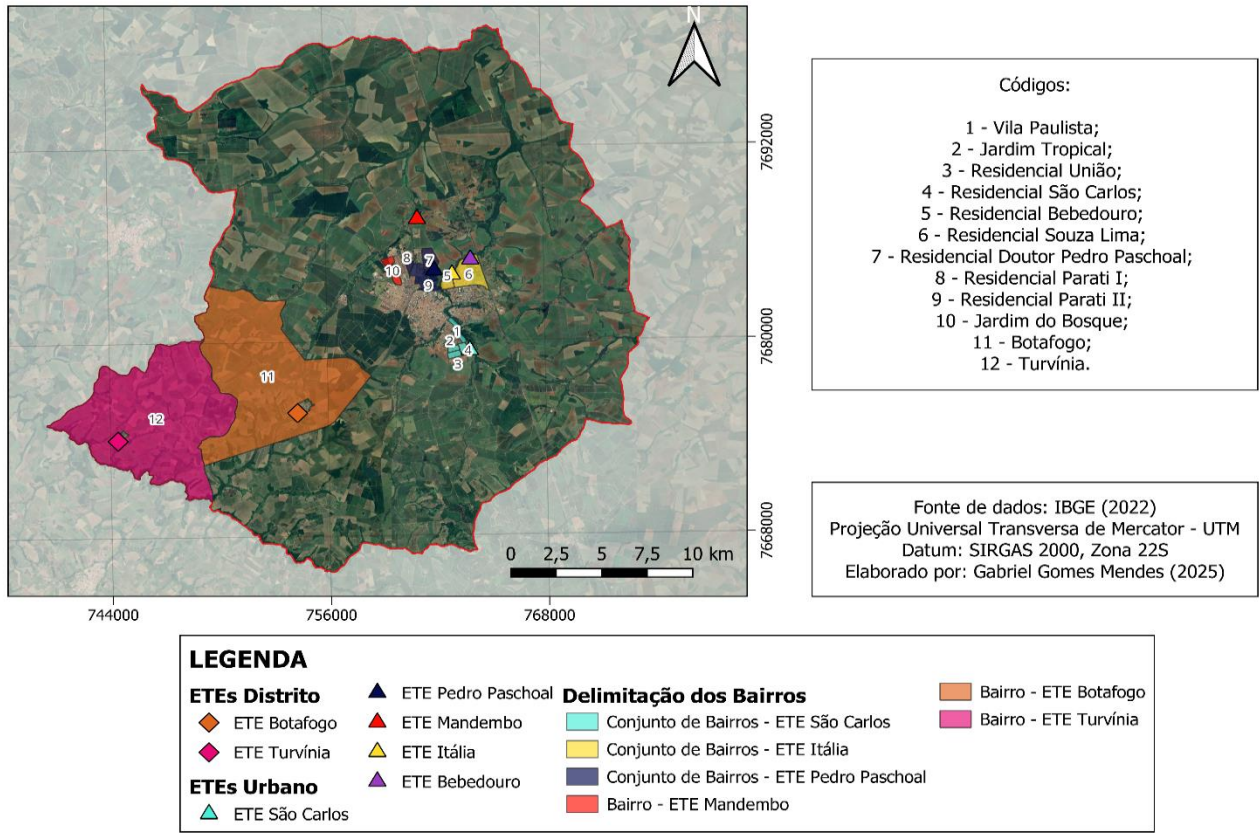 N
7692000
7680000
7668000
744000
756000
768000
0 2,5 5 7,5 10 km
1
2
3
4
5
6
7
8
9
10
11
12
Códigos:
1 - Vila Paulista;
2 - Jardim Tropical;
3 - Residencial União;
4 - Residencial São Carlos;
5 - Residencial Bebedouro;
6 - Residencial Souza Lima;
7 - Residencial Doutor Pedro Paschoal;
8 - Residencial Parati I;
9 - Residencial Parati II;
10 - Jardim do Bosque;
11 - Botafogo;
12 - Turvínia.
Fonte de dados: IBGE (2022)
Projeção Universal Transversa de Mercator - UTM
Datum: SIRGAS 2000, Zona 22S
Elaborado por: Gabriel Gomes Mendes (2025)
LEGENDA
ETEs Distrito
ETE Botafogo
ETE Turvínia
ETEs Urbano
ETE São Carlos
ETE Pedro Paschoal
ETE Mandembo
ETE Itália
ETE Bebedouro
Delimitação dos Bairros
Conjunto de Bairros - ETE São Carlos
Conjunto de Bairros - ETE Itália
Conjunto de Bairros - ETE Pedro Paschoal
Bairro - ETE Mandembo
Bairro - ETE Botafogo
Bairro - ETE Turvínia